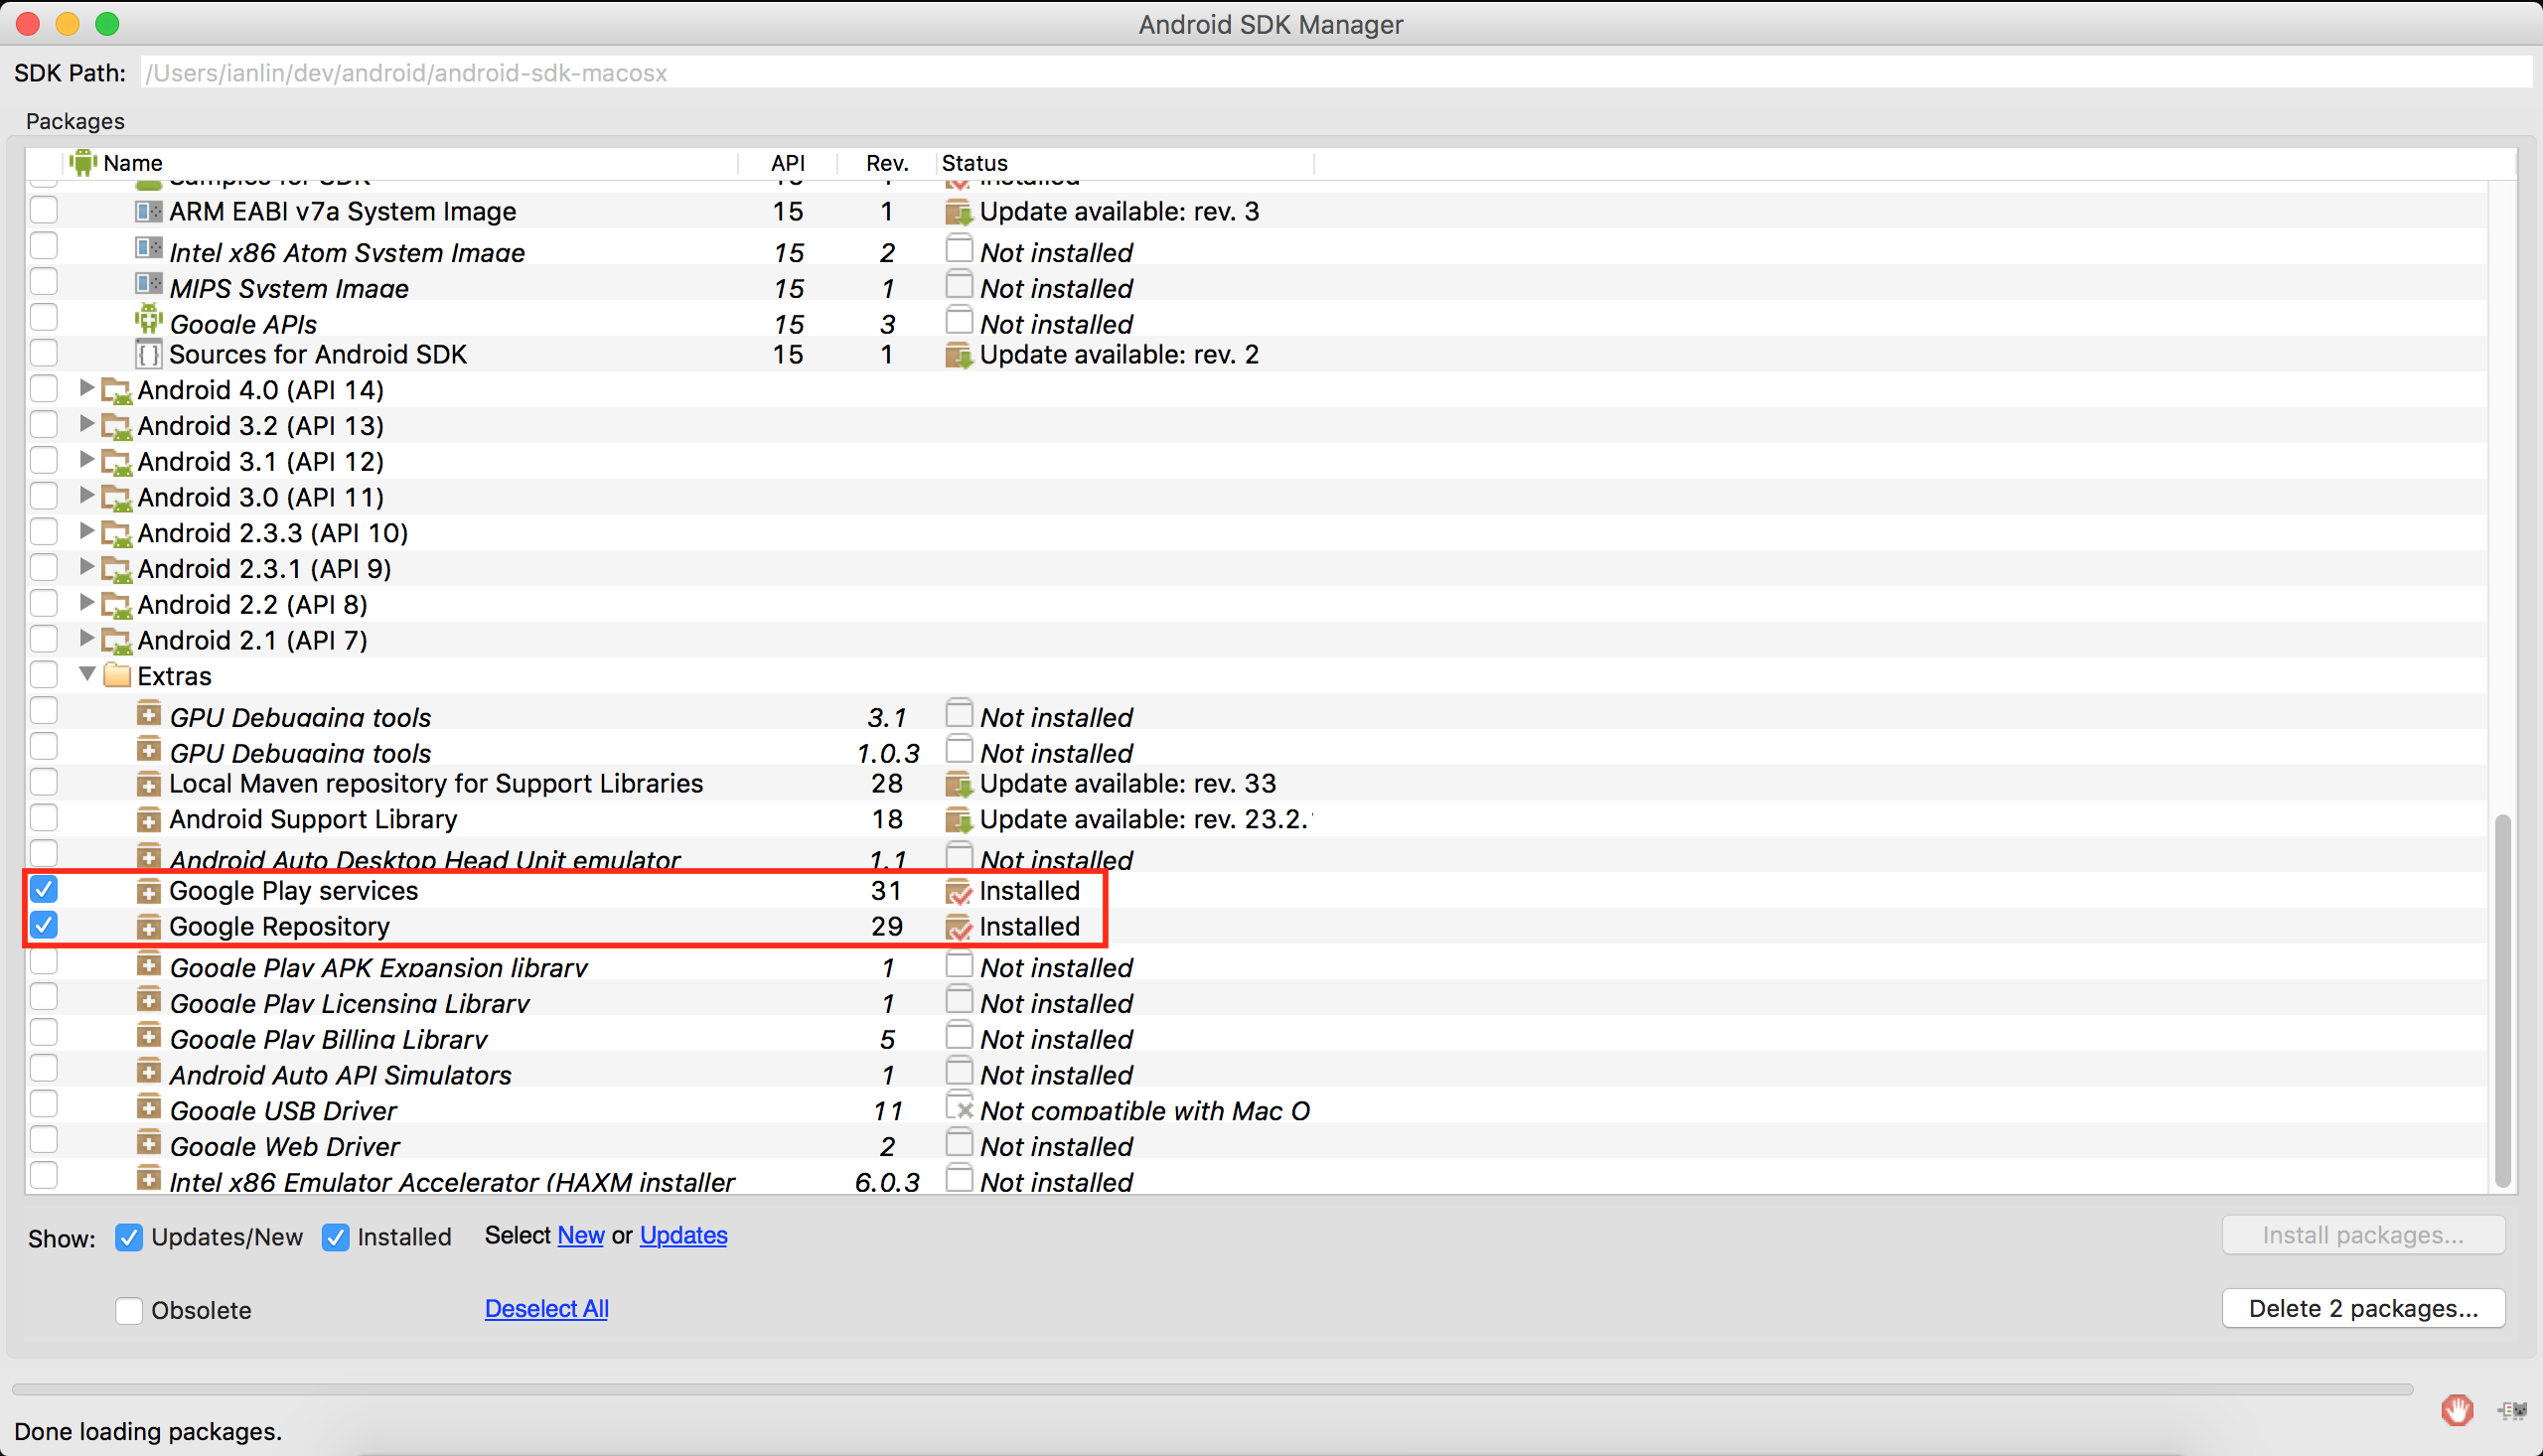 Android SDK Manager
SDK Path: /Users/ianlin/dev/android/android-sdk-macosx
Packages
Name API Rev. Status
Samples for SDK 15 1 Installed
ARM EABI v7a System Image 15 1 Update available: rev. 3
Intel x86 Atom System Image 15 2 Not installed
MIPS System Image 15 1 Not installed
Google APIs 15 3 Not installed
Sources for Android SDK 15 1 Update available: rev. 2
Android 4.0 (API 14)
Android 3.2 (API 13)
Android 3.1 (API 12)
Android 3.0 (API 11)
Android 2.3.3 (API 10)
Android 2.3.1 (API 9)
Android 2.2 (API 8)
Android 2.1 (API 7)
Extras
GPU Debugging tools 3.1 Not installed
GPU Debugging tools 1.0.3 Not installed
Local Maven repository for Support Libraries 28 Update available: rev. 33
Android Support Library 18 Update available: rev. 23.2.
Android Auto Desktop Head Unit emulator 1.1 Not installed
Google Play services 31 Installed
Google Repository 29 Installed
Google Play APK Expansion library 1 Not installed
Google Play Licensing Library 1 Not installed
Google Play Billing Library 5 Not installed
Android Auto API Simulators 1 Not installed
Google USB Driver 11 Not compatible with Mac O
Google Web Driver 2 Not installed
Intel x86 Emulator Accelerator (HAXM installer 6.0.3 Not installed
Show: Updates/New Installed Select New or Updates Install packages...
Obsolete Deselect All Delete 2 packages...
Done loading packages.